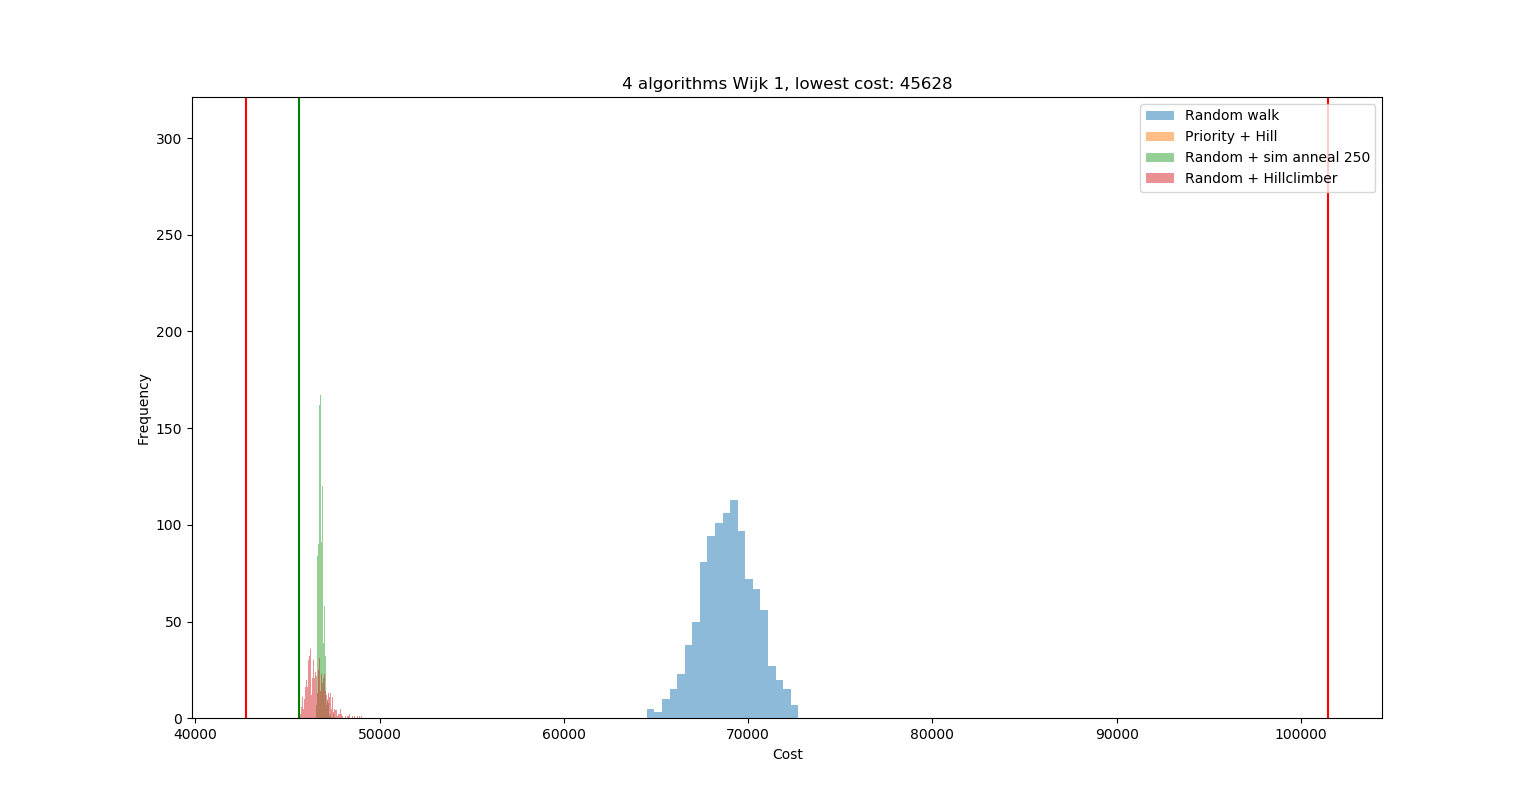 4 algorithms Wijk 1, lowest cost: 45628
Random walk
Priority + Hill
Random + sim anneal 250
Random + Hillclimber
300
250
200
150
100
50
0
Frequency
40000 50000 60000 70000 80000 90000 100000
Cost